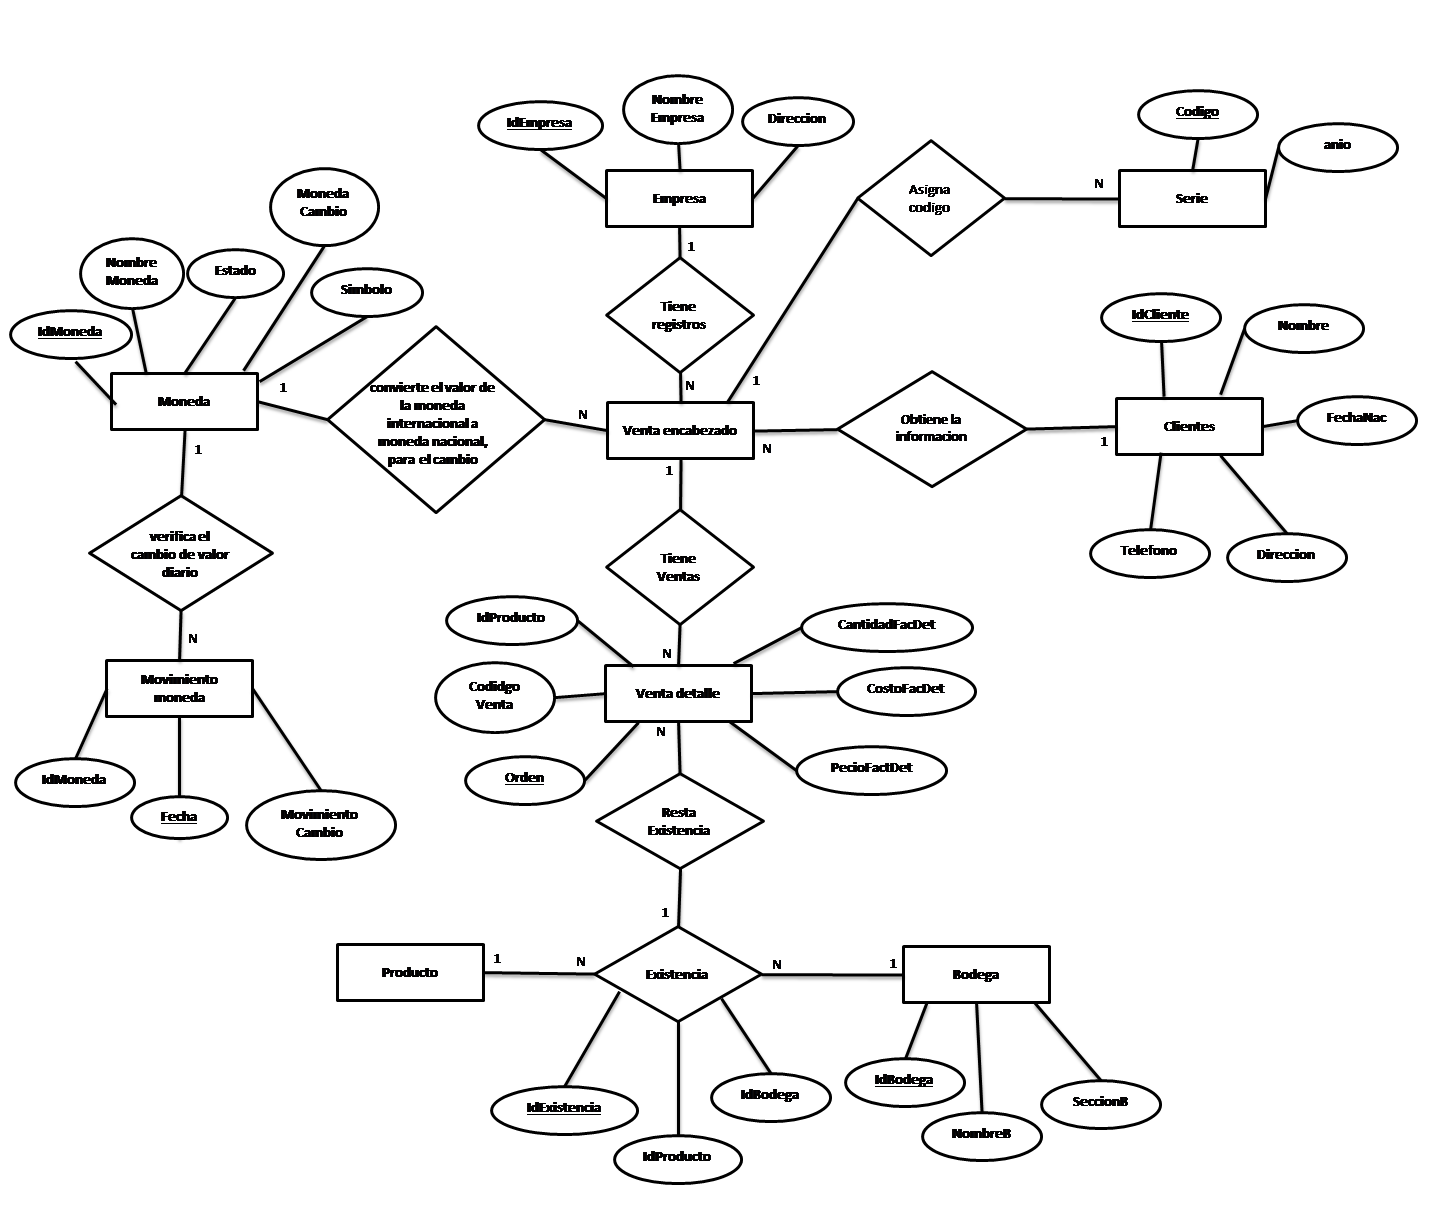 Nombre
Empresa
IdEmpresa
Direccion
Codigo
anio
Empresa
Asigna
codigo
N
Serie
Moneda
Cambio
1
Nombre
Moneda
Estado
Simbolo
Tiene
registros
IdCliente
Nombre
IdMoneda
1
convierte el valor de
la moneda
internacional a
moneda nacional,
para el cambio
N
N
1
Moneda
Venta encabezado
N
Obtiene la
informacion
1
Clientes
FechaNac
1
1
verifica el
cambio de valor
diario
Tiene
Ventas
Telefono
Direccion
N
IdProducto
CantidadFacDet
N
Movimiento
moneda
Codidgo
Venta
Venta detalle
CostoFacDet
N
IdMoneda
Fecha
Movimiento
Cambio
Orden
PecioFactDet
Resta
Existencia
1
Producto
1
N
Existencia
N
1
Bodega
IdExistencia
IdProducto
IdBodega
IdBodega
NombreB
SeccionB